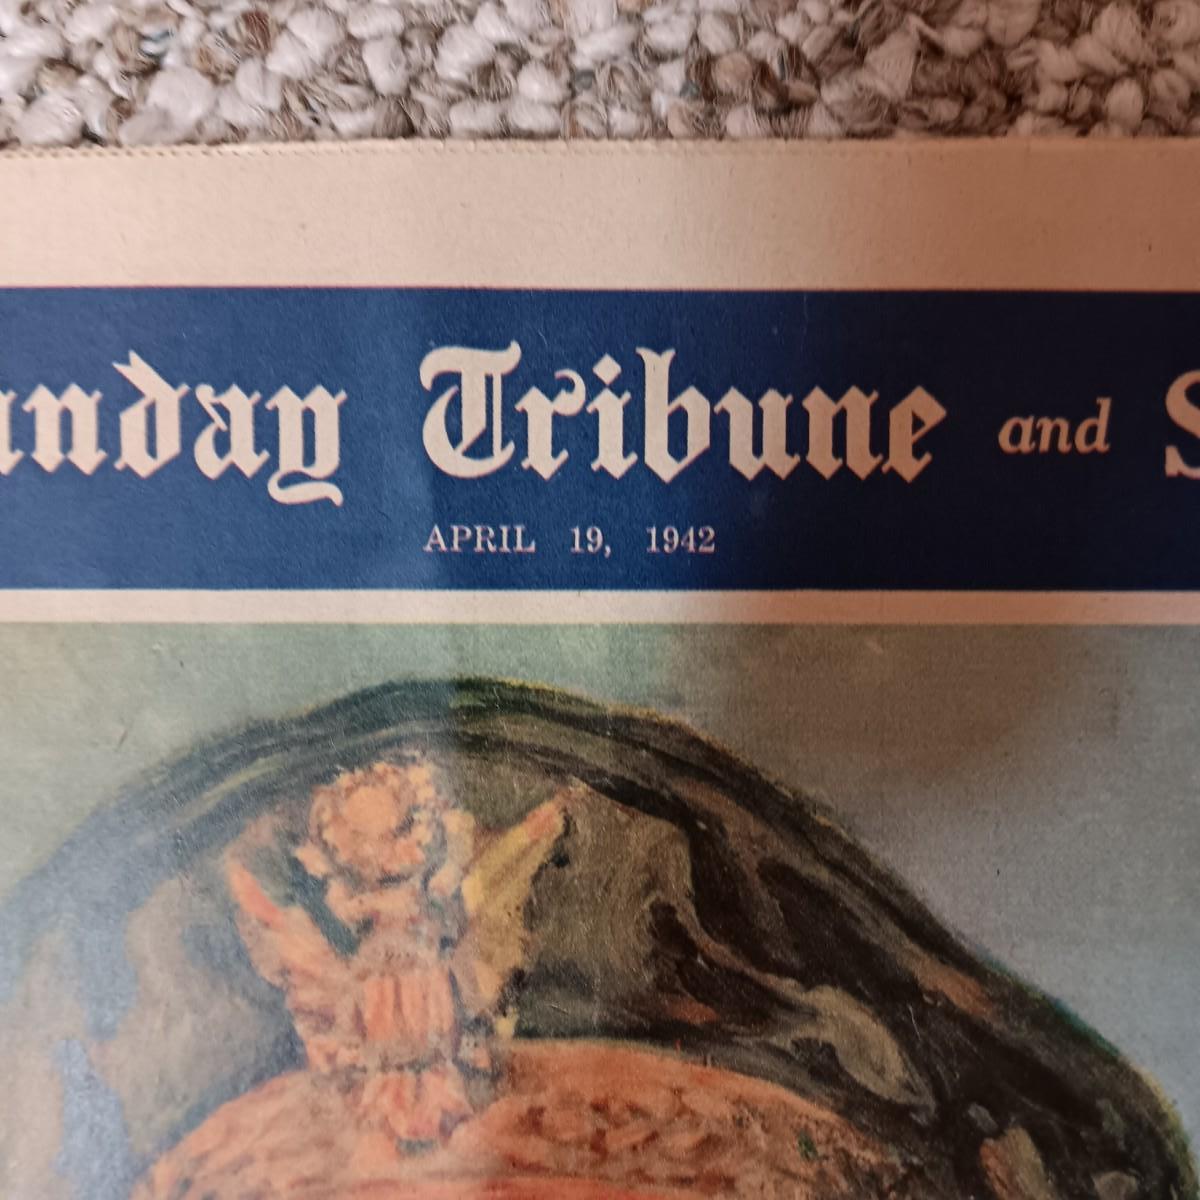 unday Tribune and S
APRIL 19, 1942